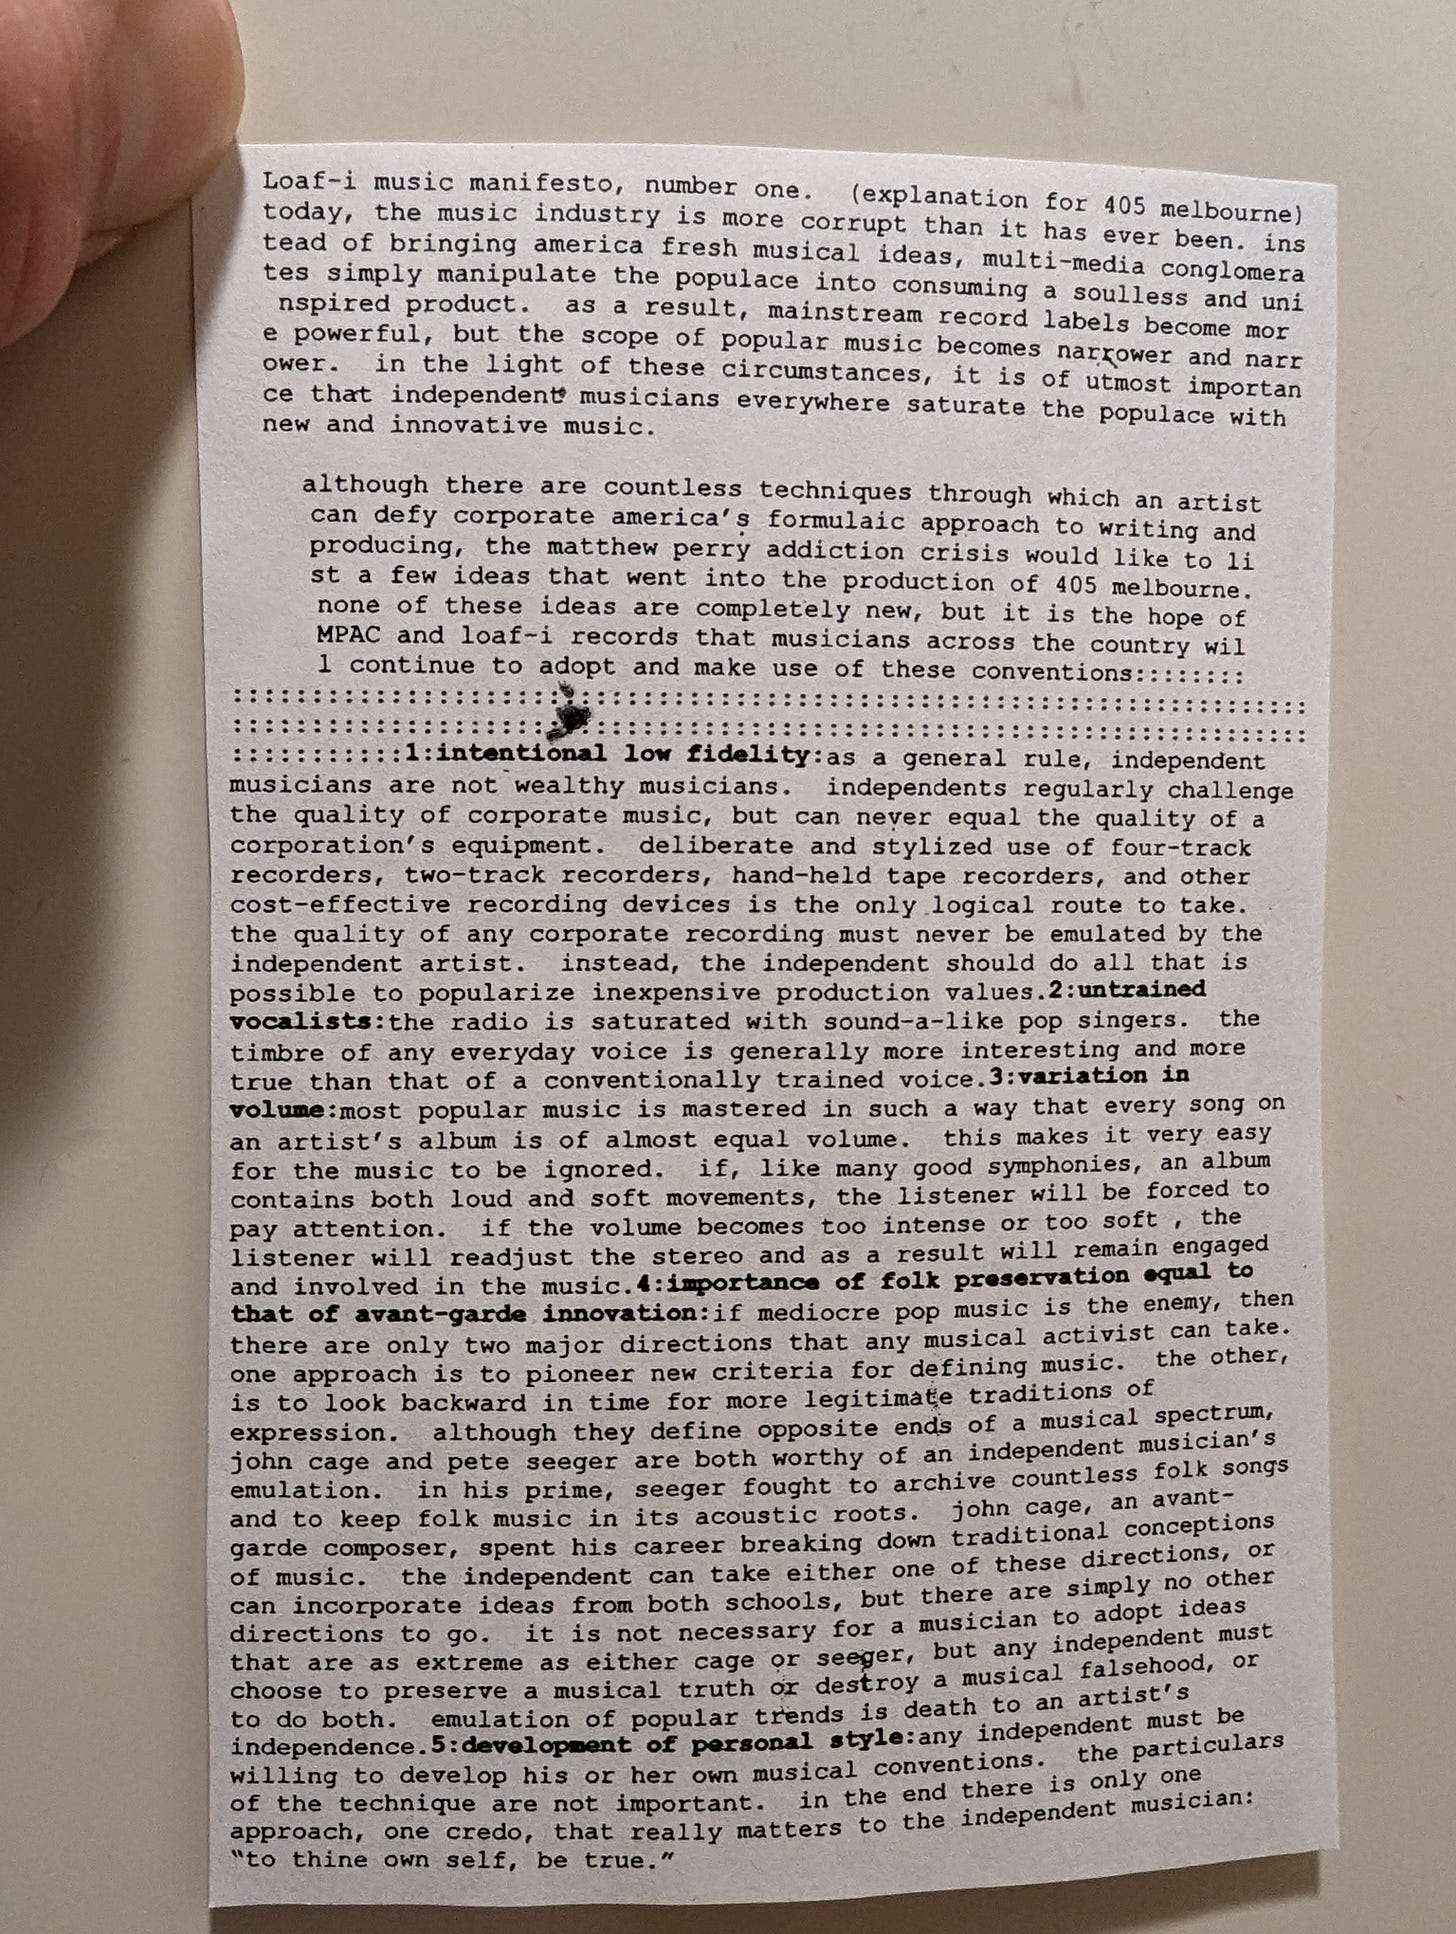 Loaf-i music manifesto, number one.  (explanation for 405 melbourne)
today, the music industry is more corrupt than it has ever been. ins
tead of bringing america fresh musical ideas, multi-media conglomera
tes simply manipulate the populace into consuming a soulless and uni
nspired product.  as a result, mainstream record labels become mor
e powerful, but the scope of popular music becomes narrower and narr
ower.  in the light of these circumstances, it is of utmost importan
ce that independent musicians everywhere saturate the populace with
new and innovative music.

although there are countless techniques through which an artist
can defy corporate america's formulaic approach to writing and
producing, the matthew perry addiction crisis would like to li
st a few ideas that went into the production of 405 melbourne.
none of these ideas are completely new, but it is the hope of
MPAC and loaf-i records that musicians across the country wil
l continue to adopt and make use of these conventions::::::::
::::::::::::::::::::::::::::::::::::::::::::::::::::::::::::::::::::
::::::::::::::::::::::::::::::::::::::::::::::::::::::::::::::::::::
:::::::::::1:intentional low fidelity:as a general rule, independent
musicians are not wealthy musicians.  independents regularly challenge
the quality of corporate music, but can never equal the quality of a
corporation's equipment.  deliberate and stylized use of four-track
recorders, two-track recorders, hand-held tape recorders, and other
cost-effective recording devices is the only logical route to take.
the quality of any corporate recording must never be emulated by the
independent artist.  instead, the independent should do all that is
possible to popularize inexpensive production values.2:untrained
vocalists:the radio is saturated with sound-a-like pop singers.  the
timbre of any everyday voice is generally more interesting and more
true than that of a conventionally trained voice.3:variation in
volume:most popular music is mastered in such a way that every song on
an artist's album is of almost equal volume.  this makes it very easy
for the music to be ignored.  if, like many good symphonies, an album
contains both loud and soft movements, the listener will be forced to
pay attention.  if the volume becomes too intense or too soft , the
listener will readjust the stereo and as a result will remain engaged
and involved in the music.4:importance of folk preservation equal to
that of avant-garde innovation:if mediocre pop music is the enemy, then
there are only two major directions that any musical activist can take.
one approach is to pioneer new criteria for defining music.  the other,
is to look backward in time for more legitimate traditions of
expression.  although they define opposite ends of a musical spectrum,
john cage and pete seeger are both worthy of an independent musician's
emulation.  in his prime, seeger fought to archive countless folk songs
and to keep folk music in its acoustic roots.  john cage, an avant-
garde composer, spent his career breaking down traditional conceptions
of music.  the independent can take either one of these directions, or
can incorporate ideas from both schools, but there are simply no other
directions to go.  it is not necessary for a musician to adopt ideas
that are as extreme as either cage or seeger, but any independent must
choose to preserve a musical truth or destroy a musical falsehood, or
to do both.  emulation of popular trends is death to an artist's
independence.5:development of personal style:any independent must be
willing to develop his or her own musical conventions.  the particulars
of the technique are not important.  in the end there is only one
approach, one credo, that really matters to the independent musician:
"to thine own self, be true."